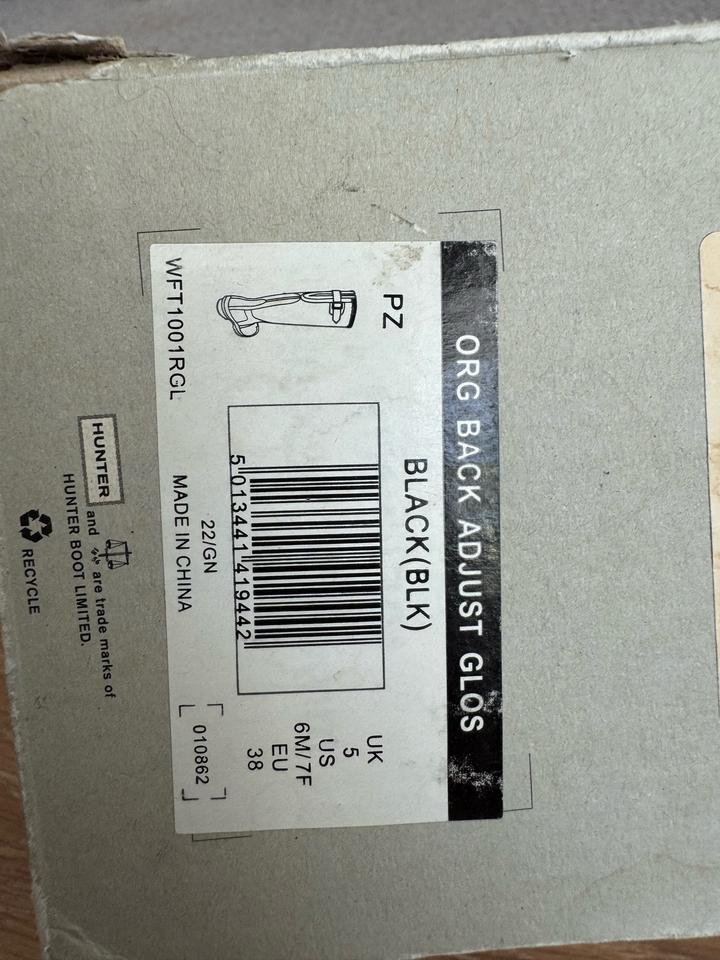 ORG BACK ADJUST GLOS
PZ
BLACK(BLK)
UK
5
US
6M/7F
EU
38
5 013441 419442
22/GN
WFT1001RGL
MADE IN CHINA
010862
HUNTER and are trade marks of
HUNTER BOOT LIMITED.
RECYCLE